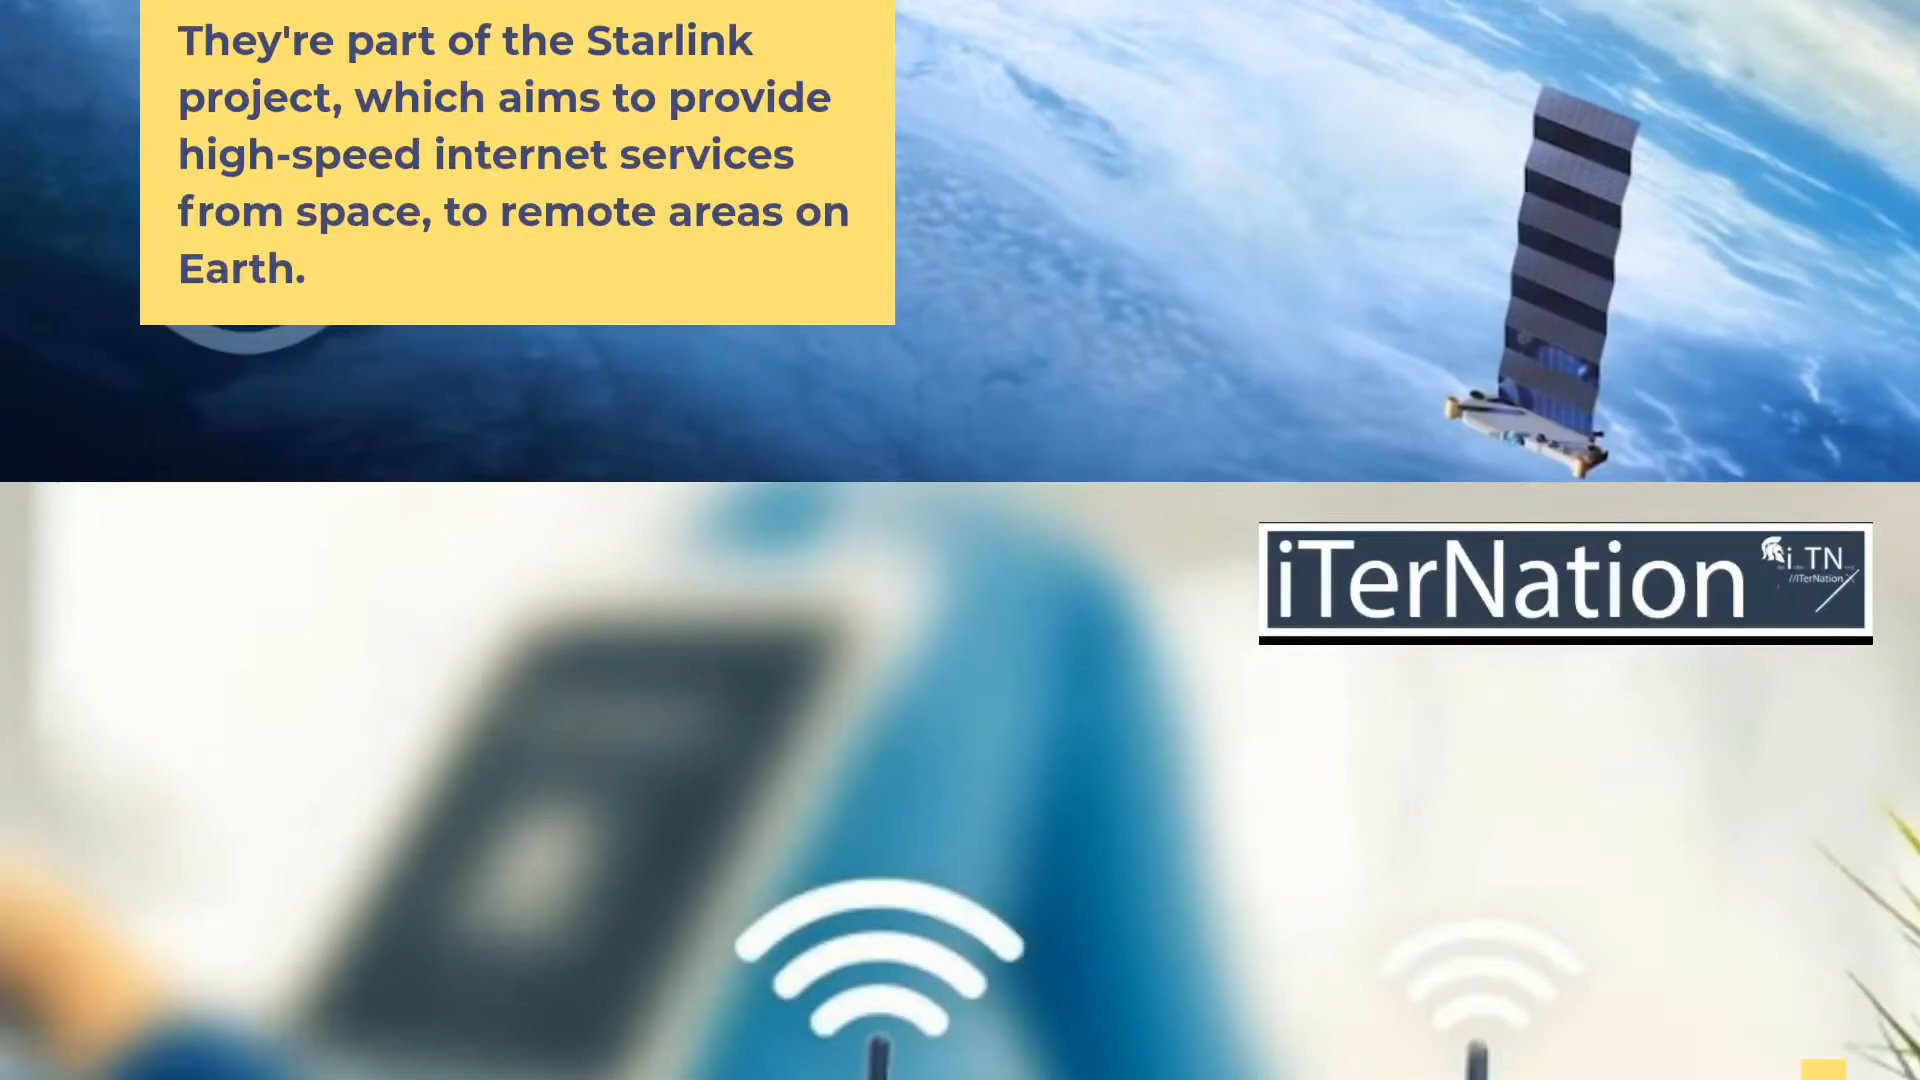 They're part of the Starlink
project, which aims to provide
high-speed internet services
from space, to remote areas on
Earth.
iTerNation
i TN
//iTerNation